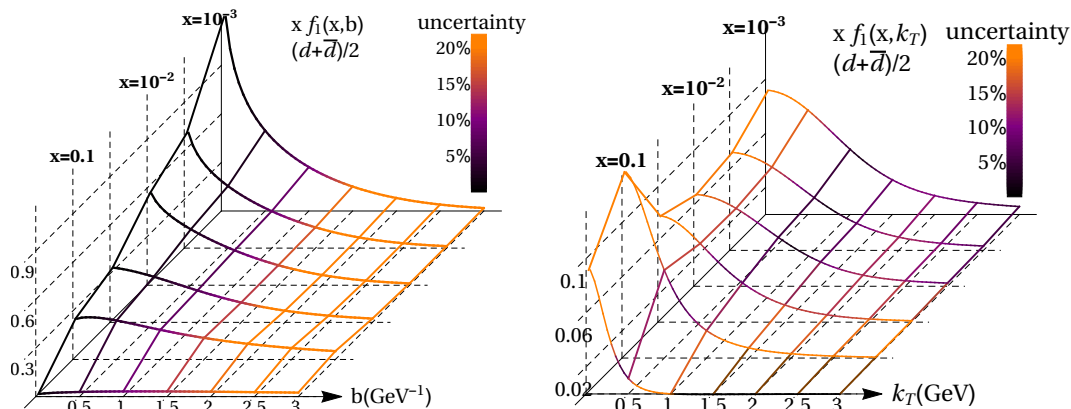 x=10⁻³
x f₁(x,b)
(d+d̅)/2
uncertainty
20%
15%
10%
5%
x=10⁻²
x=0.1
0.9
0.6
0.3
0.5
1
1.5
2
2.5
3
b(GeV⁻¹)
x=10⁻³
x f₁(x,k_T)
(d+d̅)/2
uncertainty
20%
15%
10%
5%
x=10⁻²
x=0.1
0.1
0.06
0.02
0.5
1
1.5
2
2.5
3
k_T(GeV)